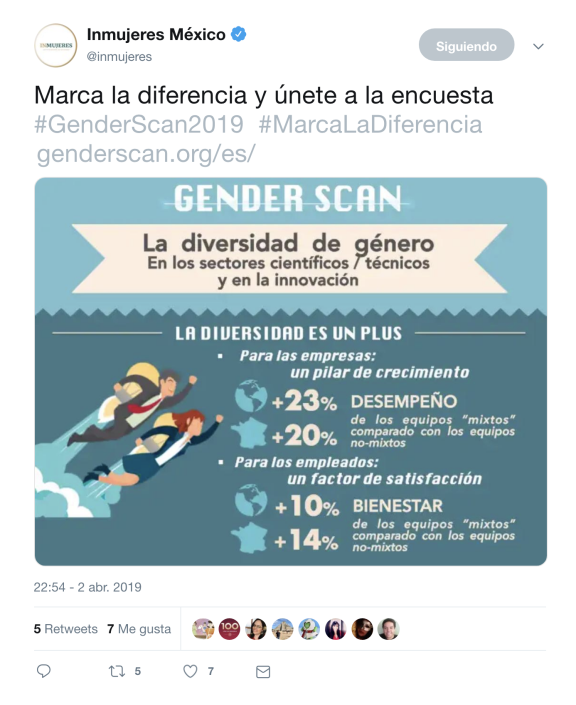 INMUJERES
Inmujeres México
@inmujeres
Siguiendo
Marca la diferencia y únete a la encuesta
#GenderScan2019 #MarcaLaDiferencia
genderscan.org/es/
GENDER SCAN
La diversidad de género
En los sectores científicos / técnicos
y en la innovación
LA DIVERSIDAD ES UN PLUS
▪ Para las empresas:
un pilar de crecimiento
+23% DESEMPEÑO
de los equipos "mixtos"
+20% comparado con los equipos
no-mixtos
▪ Para los empleados:
un factor de satisfacción
+10% BIENESTAR
de los equipos "mixtos"
+14% comparado con los equipos
no-mixtos
22:54 - 2 abr. 2019
5 Retweets 7 Me gusta
100
5 7